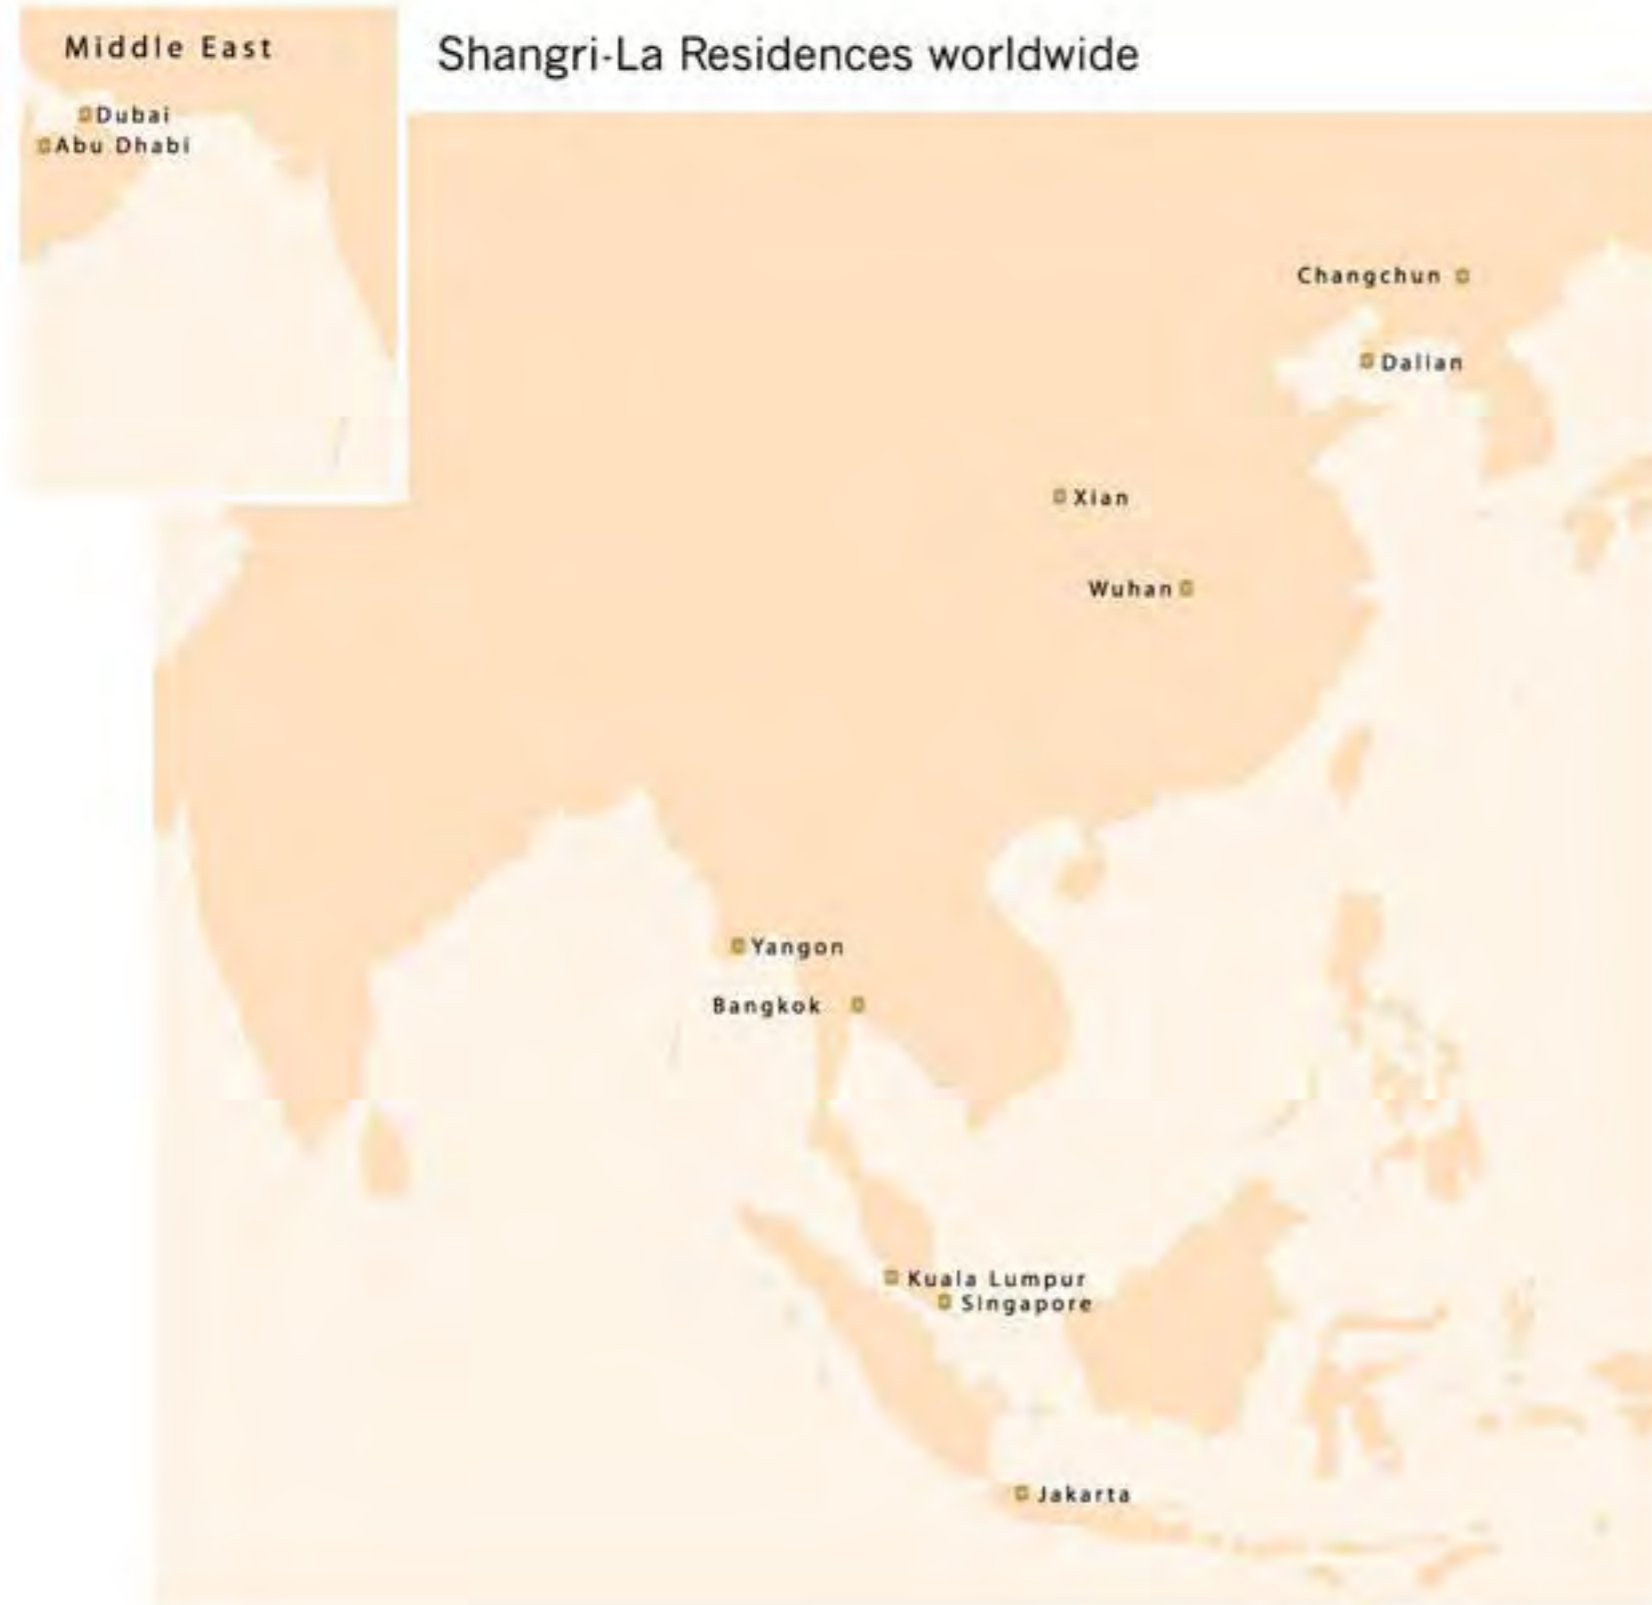 Middle East
Shangri-La Residences worldwide
Dubai
Abu Dhabi
Changchun
Dalian
Xian
Wuhan
Yangon
Bangkok
Kuala Lumpur
Singapore
Jakarta